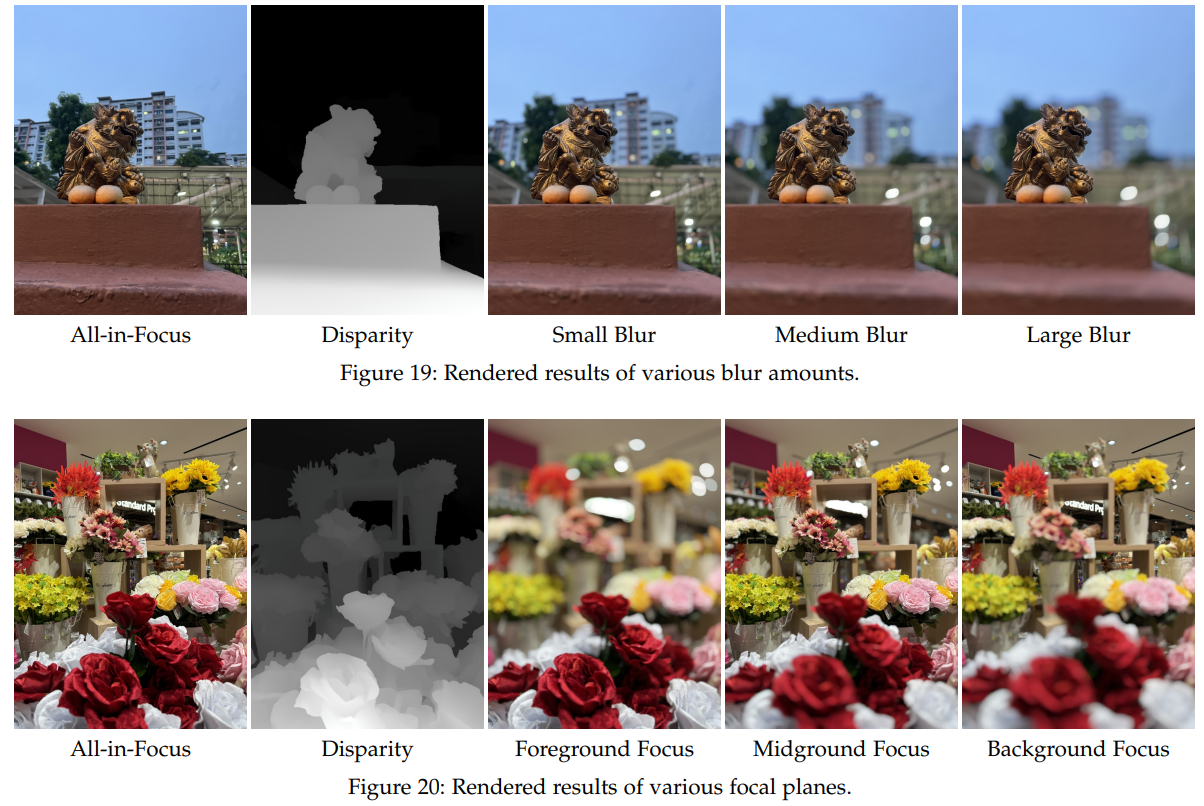 All-in-Focus Disparity Small Blur Medium Blur Large Blur
Figure 19: Rendered results of various blur amounts.
Standard Pr
All-in-Focus Disparity Foreground Focus Midground Focus Background Focus
Figure 20: Rendered results of various focal planes.